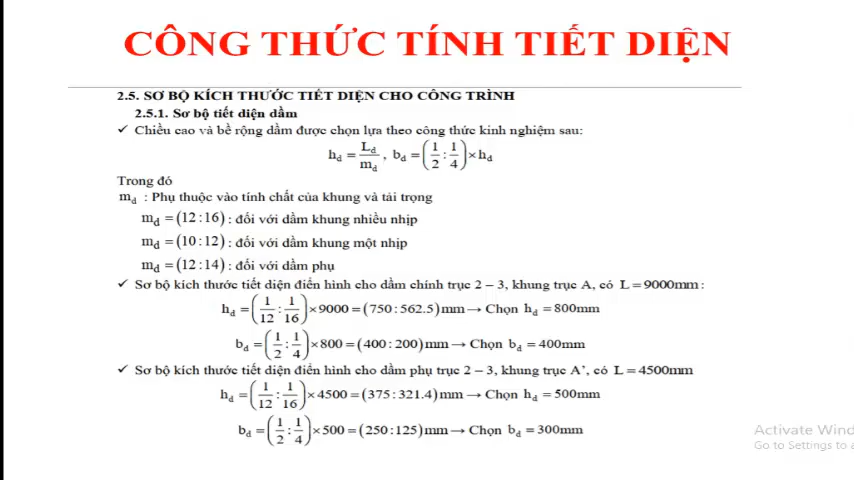 CÔNG THỨC TÍNH TIẾT DIỆN
2.5. SƠ BỘ KÍCH THƯỚC TIẾT DIỆN CHO CÔNG TRÌNH
2.5.1. Sơ bộ tiết diện dầm
✓ Chiều cao và bề rộng dầm được chọn lựa theo công thức kinh nghiệm sau:
h_d = L_d/m_d , b_d = (1/2 : 1/4) × h_d
Trong đó
m_d : Phụ thuộc vào tính chất của khung và tải trọng
m_d = (12 : 16) : đối với dầm khung nhiều nhịp
m_d = (10 : 12) : đối với dầm khung một nhịp
m_d = (12 : 14) : đối với dầm phụ
✓ Sơ bộ kích thước tiết diện điển hình cho dầm chính trục 2 – 3, khung trục A, có L = 9000mm :
h_d = (1/12 : 1/16) × 9000 = (750 : 562.5) mm → Chọn h_d = 800mm
b_d = (1/2 : 1/4) × 800 = (400 : 200) mm → Chọn b_d = 400mm
✓ Sơ bộ kích thước tiết diện điển hình cho dầm phụ trục 2 – 3, khung trục A’, có L = 4500mm
h_d = (1/12 : 1/16) × 4500 = (375 : 321.4) mm → Chọn h_d = 500mm
b_d = (1/2 : 1/4) × 500 = (250 : 125) mm → Chọn b_d = 300mm
Activate Wind
Go to Settings to a